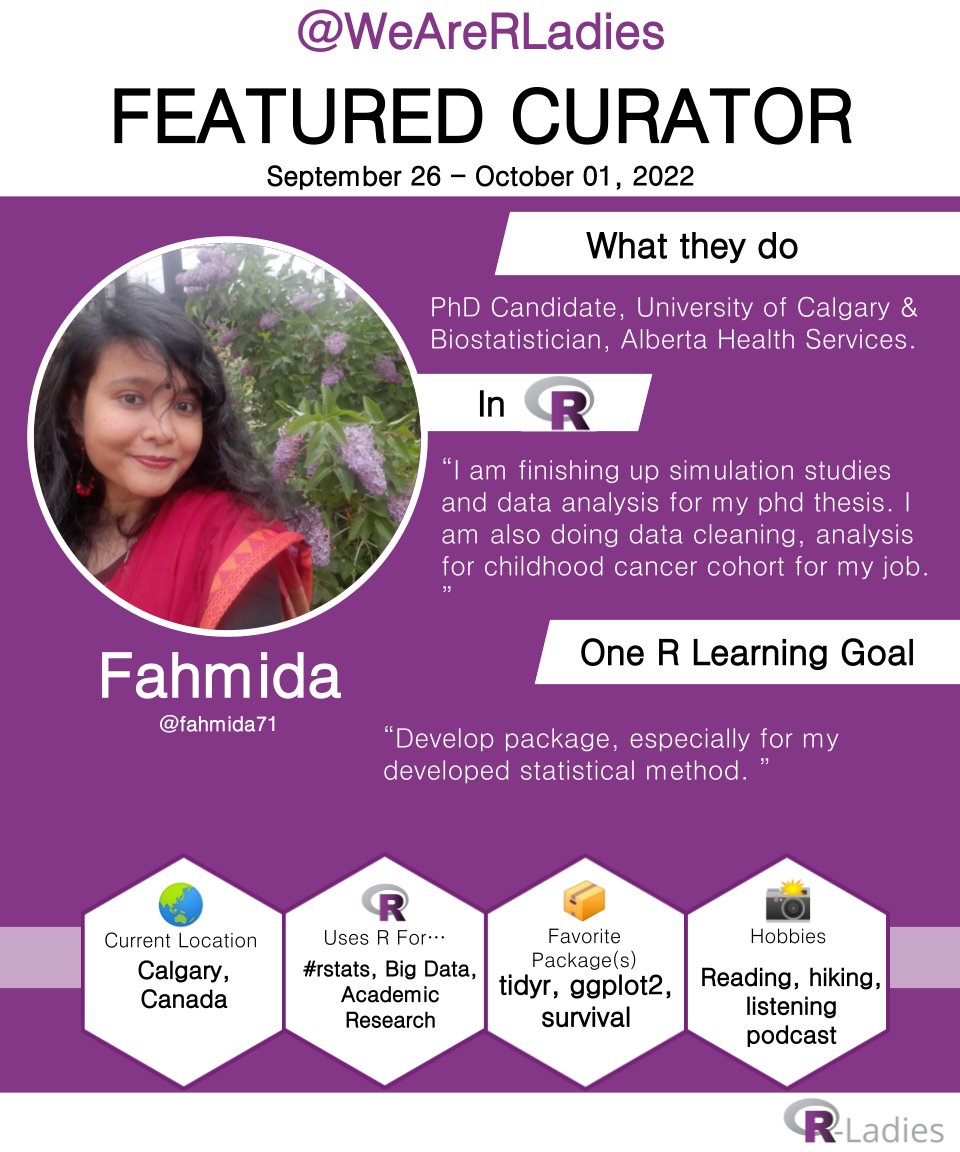 @WeAreRLadies
FEATURED CURATOR
September 26 – October 01, 2022
What they do
PhD Candidate, University of Calgary &
Biostatistician, Alberta Health Services.
In R
“I am finishing up simulation studies
and data analysis for my phd thesis. I
am also doing data cleaning, analysis
for childhood cancer cohort for my job.
”
Fahmida
@fahmida71
One R Learning Goal
“Develop package, especially for my
developed statistical method. ”
Current Location
Calgary,
Canada
R
Uses R For…
#rstats, Big Data,
Academic
Research
Favorite
Package(s)
tidyr, ggplot2,
survival
Hobbies
Reading, hiking,
listening
podcast
R-Ladies